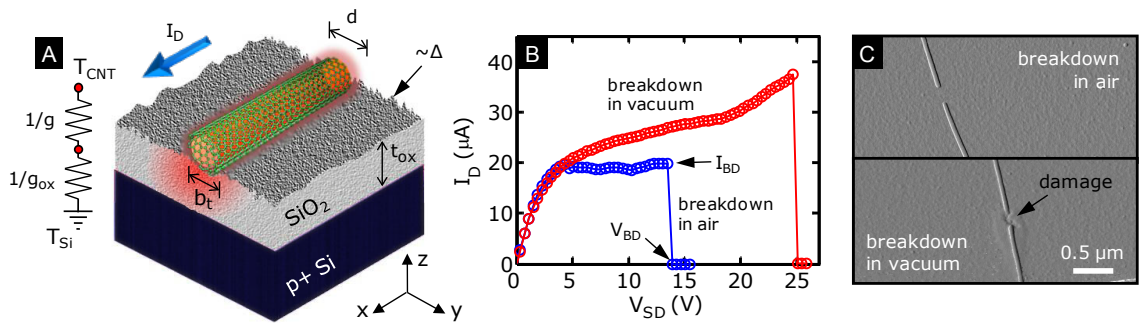 A
I_D
d
~Δ
T_CNT
1/g
1/g_ox
T_Si
b_t
t_ox
SiO₂
p+ Si
z
x
y
B
40
30
20
10
0
I_D (μA)
breakdown
in vacuum
I_BD
breakdown
in air
V_BD
0
5
10
15
20
25
V_SD (V)
C
breakdown
in air
damage
breakdown
in vacuum
0.5 μm